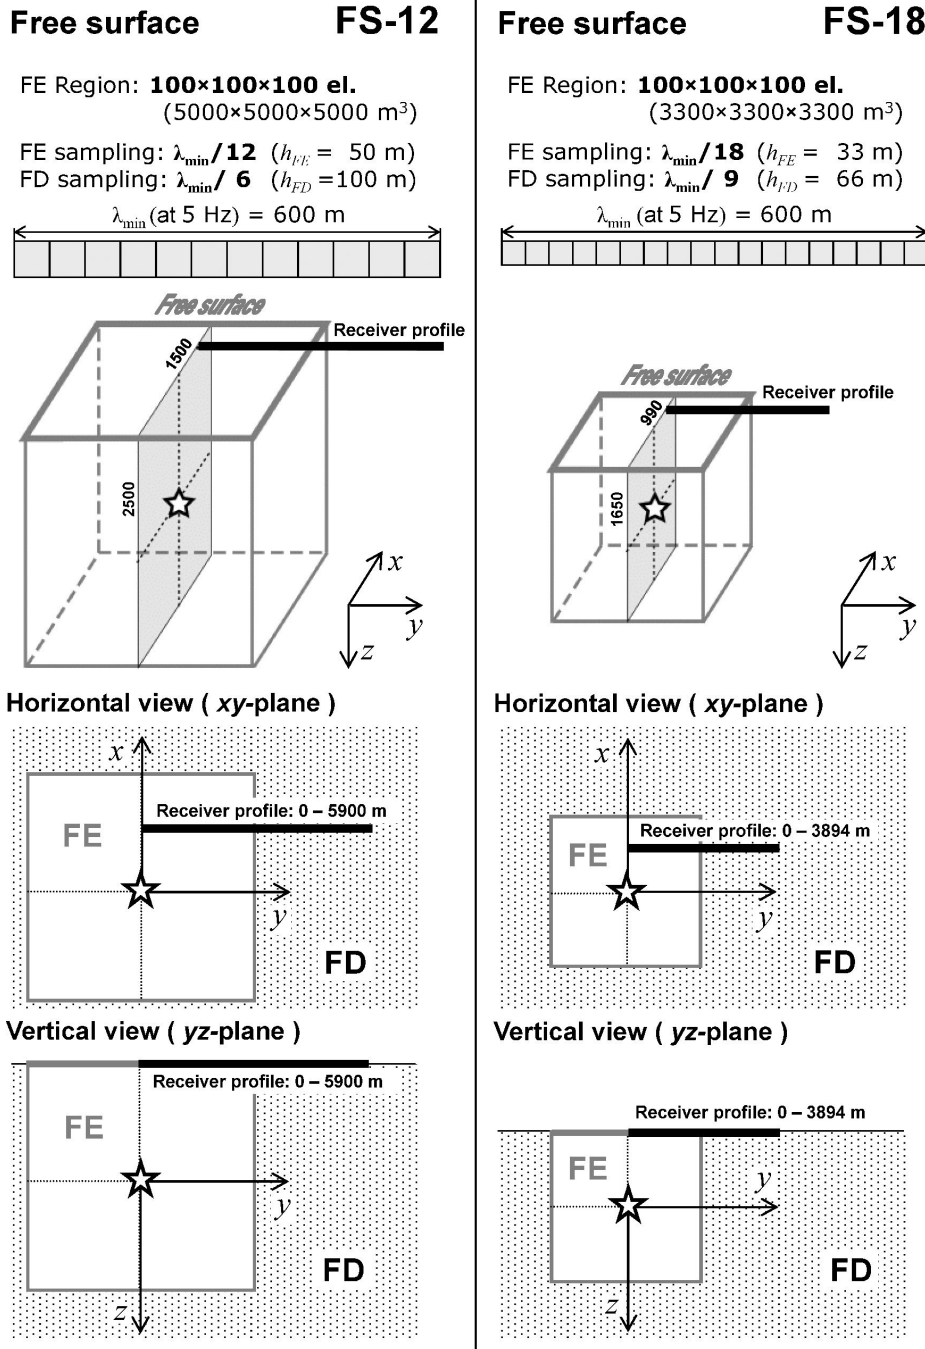 Free surface FS-12
FE Region: 100×100×100 el.
(5000×5000×5000 m³)
FE sampling: λmin/12 (hFE = 50 m)
FD sampling: λmin/ 6 (hFD =100 m)
λmin (at 5 Hz) = 600 m
Free surface
Receiver profile
1500
2500
x
y
z
Horizontal view ( xy-plane )
x
Receiver profile: 0 – 5900 m
FE
y
FD
Vertical view ( yz-plane )
Receiver profile: 0 – 5900 m
FE
y
FD
z
Free surface FS-18
FE Region: 100×100×100 el.
(3300×3300×3300 m³)
FE sampling: λmin/18 (hFE = 33 m)
FD sampling: λmin/ 9 (hFD = 66 m)
λmin (at 5 Hz) = 600 m
Free surface
Receiver profile
990
1650
x
y
z
Horizontal view ( xy-plane )
x
Receiver profile: 0 – 3894 m
FE
y
FD
Vertical view ( yz-plane )
Receiver profile: 0 – 3894 m
FE
y
FD
z